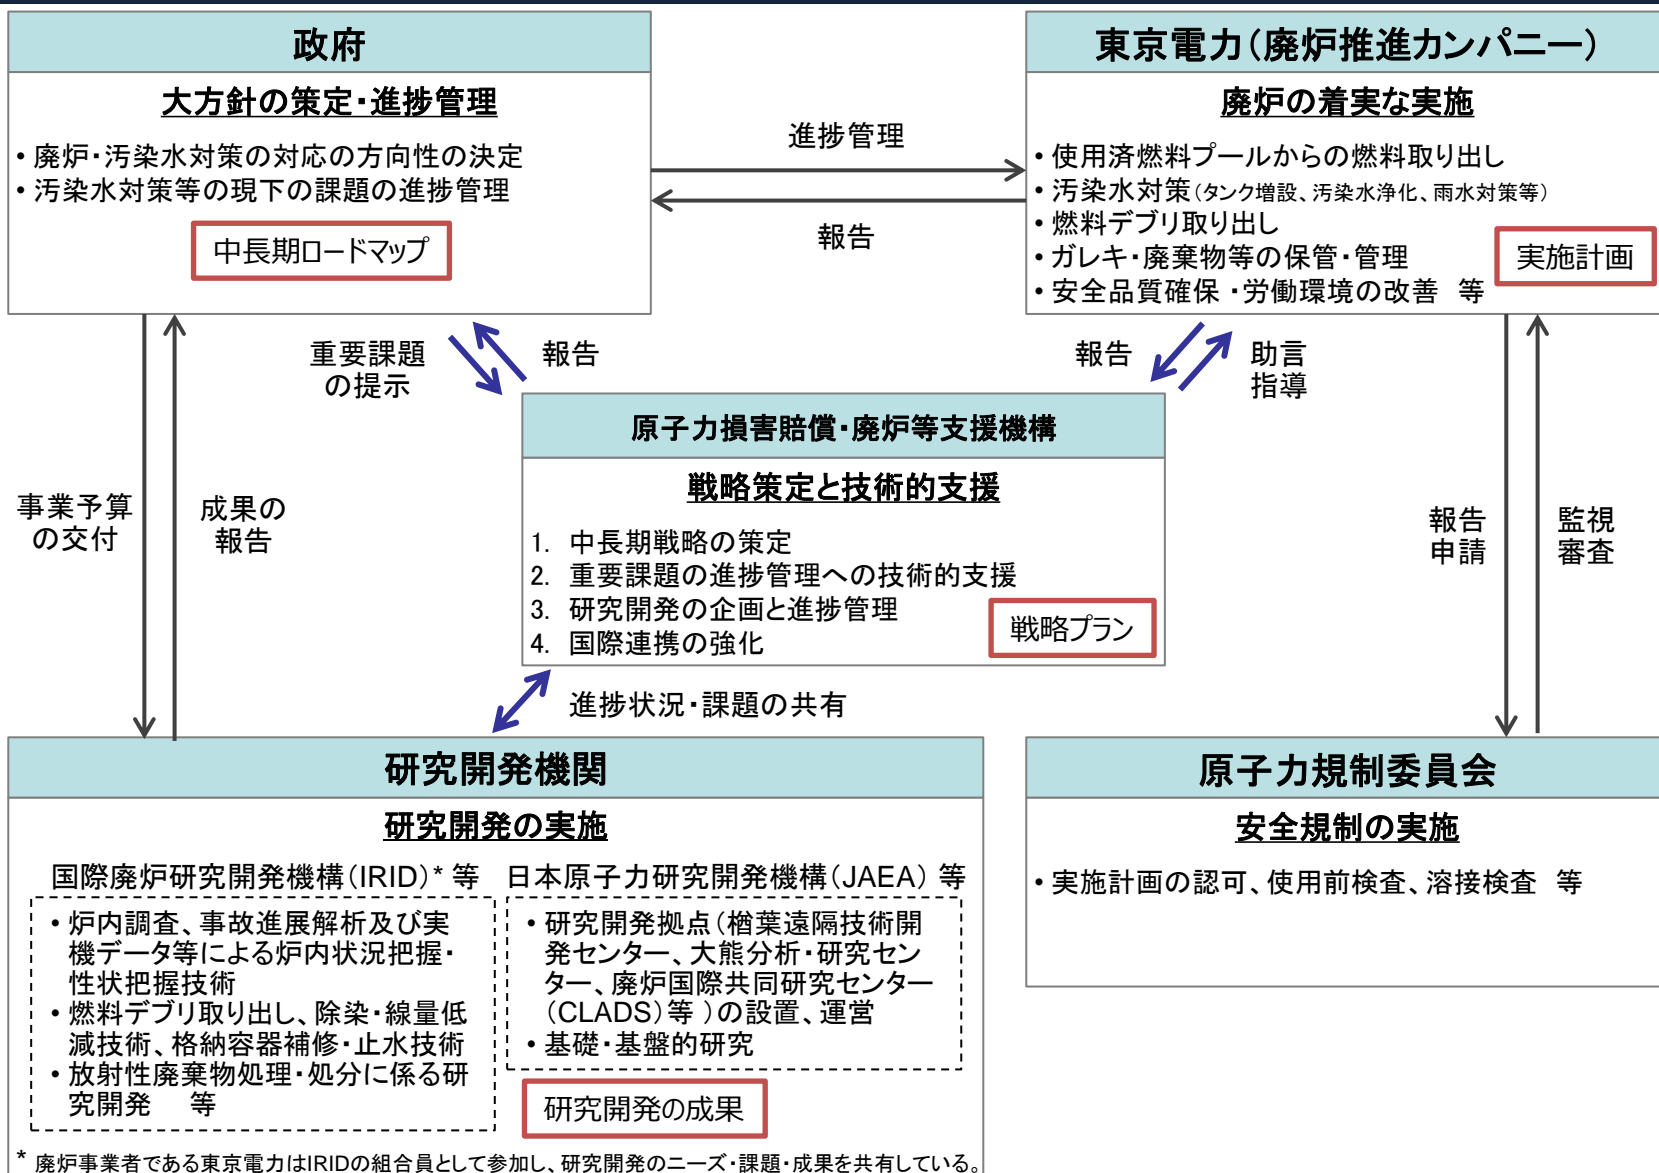 政府
大方針の策定・進捗管理
• 廃炉・汚染水対策の対応の方向性の決定
• 汚染水対策等の現下の課題の進捗管理
中長期ロードマップ
進捗管理
報告
東京電力（廃炉推進カンパニー）
廃炉の着実な実施
• 使用済燃料プールからの燃料取り出し
• 汚染水対策（タンク増設、汚染水浄化、雨水対策等）
• 燃料デブリ取り出し
• ガレキ・廃棄物等の保管・管理
• 安全品質確保 ・労働環境の改善 等
実施計画
重要課題
の提示
報告
報告
助言
指導
原子力損害賠償・廃炉等支援機構
戦略策定と技術的支援
1. 中長期戦略の策定
2. 重要課題の進捗管理への技術的支援
3. 研究開発の企画と進捗管理
4. 国際連携の強化
戦略プラン
事業予算
の交付
成果の
報告
報告
申請
監視
審査
進捗状況・課題の共有
研究開発機関
研究開発の実施
国際廃炉研究開発機構（IRID）* 等
• 炉内調査、事故進展解析及び実
機データ等による炉内状況把握・
性状把握技術
• 燃料デブリ取り出し、除染・線量低
減技術、格納容器補修・止水技術
• 放射性廃棄物処理・処分に係る研
究開発 等
日本原子力研究開発機構（JAEA）等
• 研究開発拠点（楢葉遠隔技術開
発センター、大熊分析・研究セン
ター、廃炉国際共同研究センター
（CLADS）等 ）の設置、運営
• 基礎・基盤的研究
研究開発の成果
* 廃炉事業者である東京電力はIRIDの組合員として参加し、研究開発のニーズ・課題・成果を共有している。
原子力規制委員会
安全規制の実施
• 実施計画の認可、使用前検査、溶接検査 等